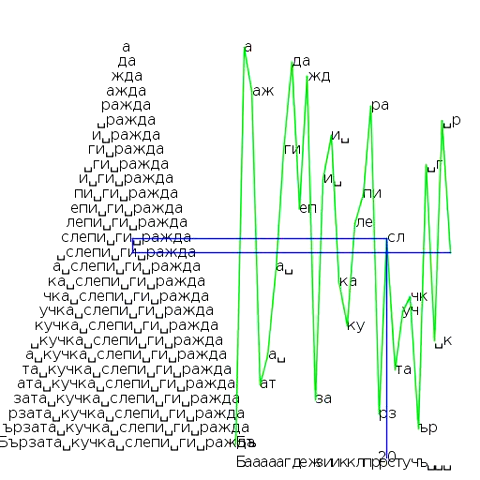 а а
да да
жда жд
ажда аж
ражда ра
␣ражда ␣р
и␣ражда и␣
ги␣ражда ги
␣ги␣ражда ␣г
и␣ги␣ражда и␣
пи␣ги␣ражда пи
епи␣ги␣ражда еп
лепи␣ги␣ражда ле
слепи␣ги␣ражда сл
␣слепи␣ги␣ражда
а␣слепи␣ги␣ражда а␣
ка␣слепи␣ги␣ражда ка
чка␣слепи␣ги␣ражда чк
учка␣слепи␣ги␣ражда уч
кучка␣слепи␣ги␣ражда ку
␣кучка␣слепи␣ги␣ражда ␣к
а␣кучка␣слепи␣ги␣ражда а␣
та␣кучка␣слепи␣ги␣ражда та
ата␣кучка␣слепи␣ги␣ражда ат
зата␣кучка␣слепи␣ги␣ражда за
рзата␣кучка␣слепи␣ги␣ражда рз
ързата␣кучка␣слепи␣ги␣ражда ър
Бързата␣кучка␣слепи␣ги␣ражда Бъ
20
Бааааагдежзиикклпррстучъ␣␣␣